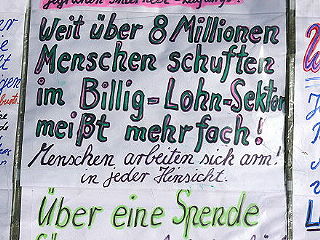 Weit über 8 Millionen
Menschen schuften
im Billig-Lohn-Sektor
meißt mehrfach!
Menschen arbeiten sich arm!
in jeder Hinsicht.
Über eine Spende